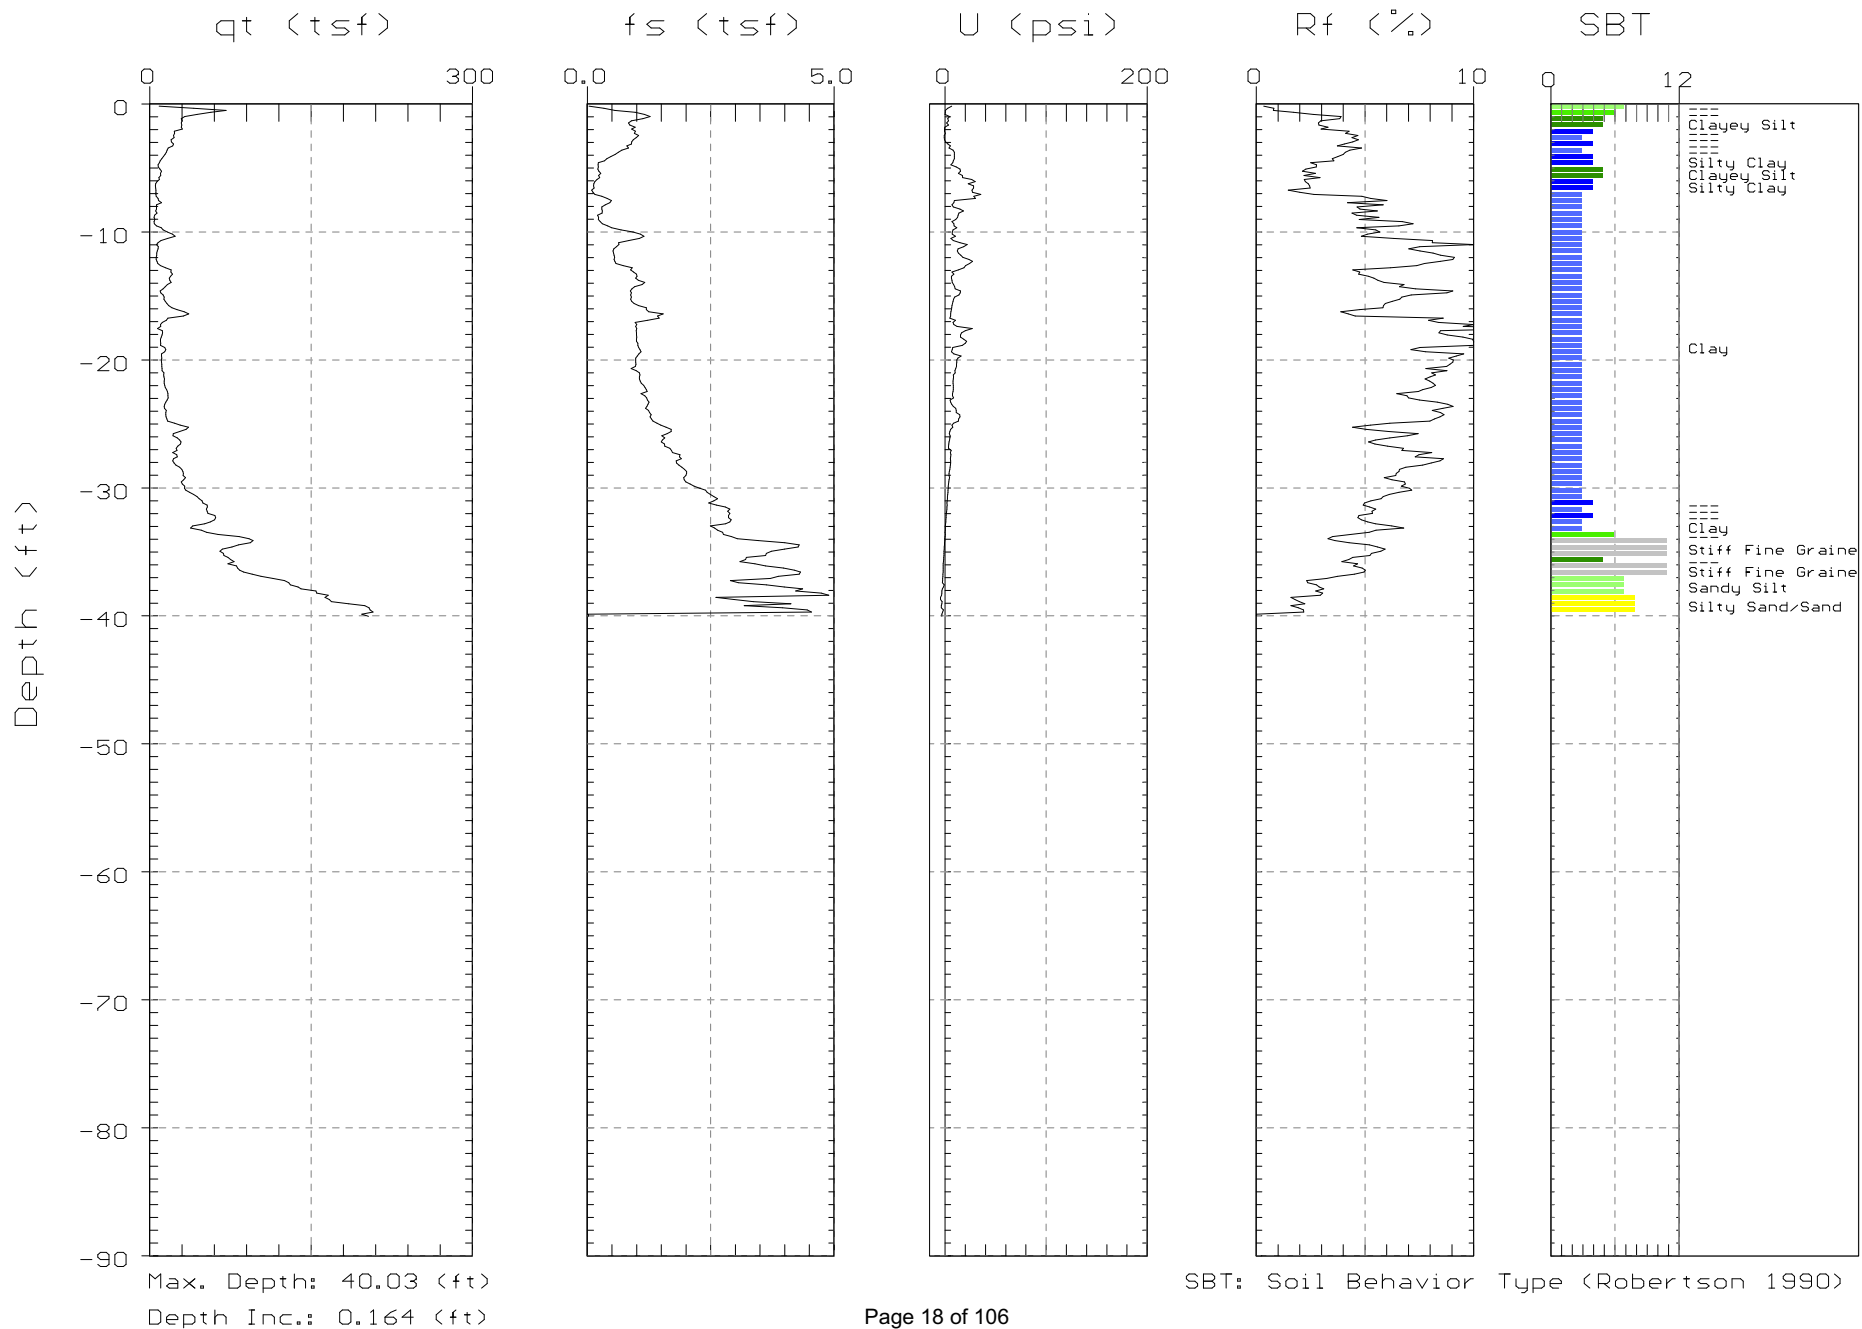 qt (tsf)
fs (tsf)
U (psi)
Rf (%)
SBT
0 300
0.0 5.0
0 200
0 10
0 12
Depth (ft)
0
-10
-20
-30
-40
-50
-60
-70
-80
-90
===
Clayey Silt
===
===
Silty Clay
Clayey Silt
Silty Clay
Clay
===
===
Clay
---
Stiff Fine Graine
===
Stiff Fine Graine
Sandy Silt
Silty Sand/Sand
Max. Depth: 40.03 (ft)
Depth Inc.: 0.164 (ft)
SBT: Soil Behavior Type (Robertson 1990)
Page 18 of 106